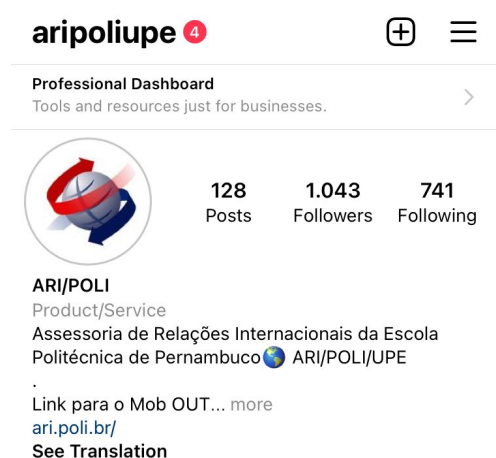 aripoliupe 4
Professional Dashboard
Tools and resources just for businesses.
128 1.043 741
Posts Followers Following
ARI/POLI
Product/Service
Assessoria de Relações Internacionais da Escola
Politécnica de Pernambuco🌎 ARI/POLI/UPE
.
Link para o Mob OUT... more
ari.poli.br/
See Translation